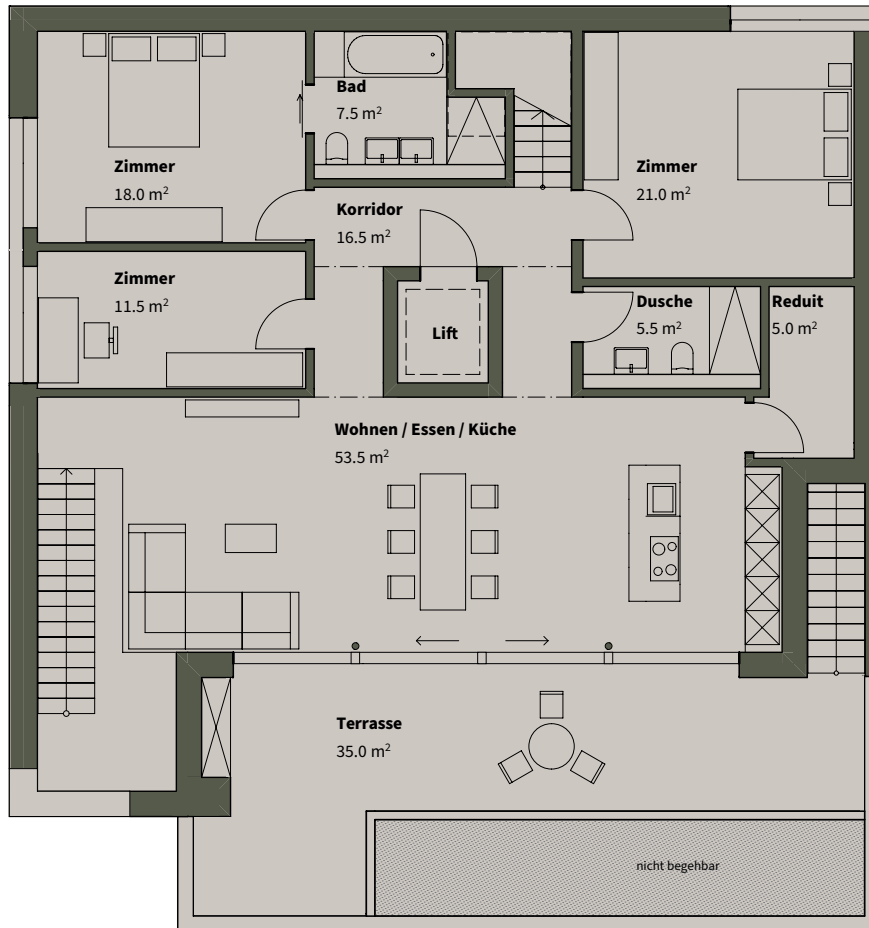 Bad
7.5 m²
Zimmer
18.0 m²
Zimmer
21.0 m²
Korridor
16.5 m²
Zimmer
11.5 m²
Lift
Dusche
5.5 m²
Reduit
5.0 m²
Wohnen / Essen / Küche
53.5 m²
Terrasse
35.0 m²
nicht begehbar